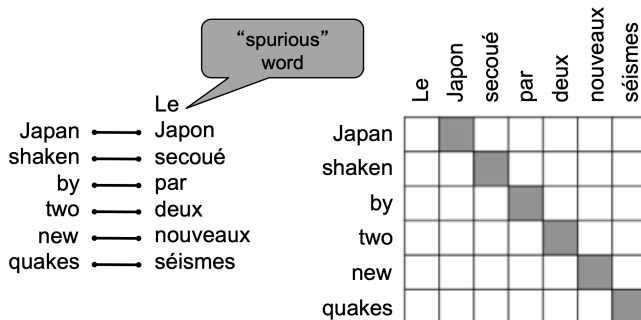 “spurious”
word
Le
Japan Japon
shaken secoué
by par
two deux
new nouveaux
quakes séismes
Le Japon secoué par deux nouveaux séismes
Japan
shaken
by
two
new
quakes